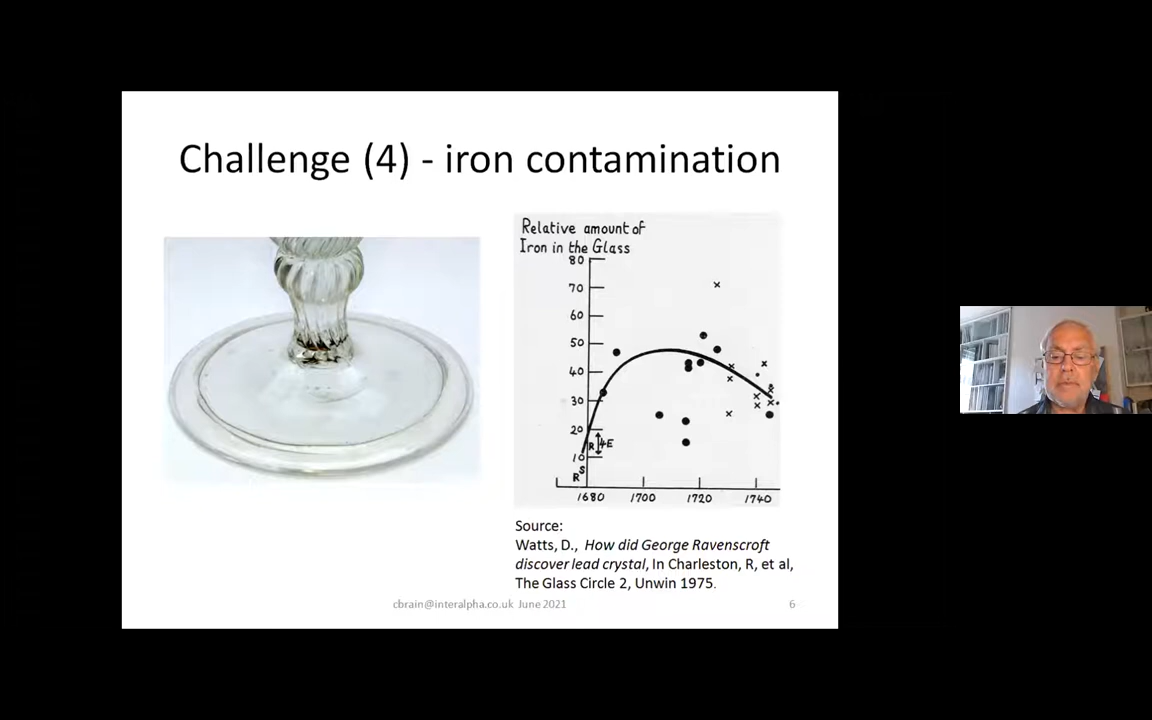 Challenge (4) - iron contamination
Relative amount of
Iron in the Glass
80
70
60
50
40
30
20
10
R 4E
R S
1680 1700 1720 1740
Source:
Watts, D., How did George Ravenscroft
discover lead crystal, In Charleston, R, et al,
The Glass Circle 2, Unwin 1975.
cbrain@interalpha.co.uk June 2021
6